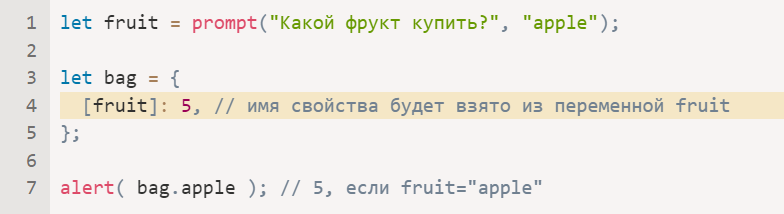 1 let fruit = prompt("Какой фрукт купить?", "apple");
2
3 let bag = {
4   [fruit]: 5, // имя свойства будет взято из переменной fruit
5 };
6
7 alert( bag.apple ); // 5, если fruit="apple"